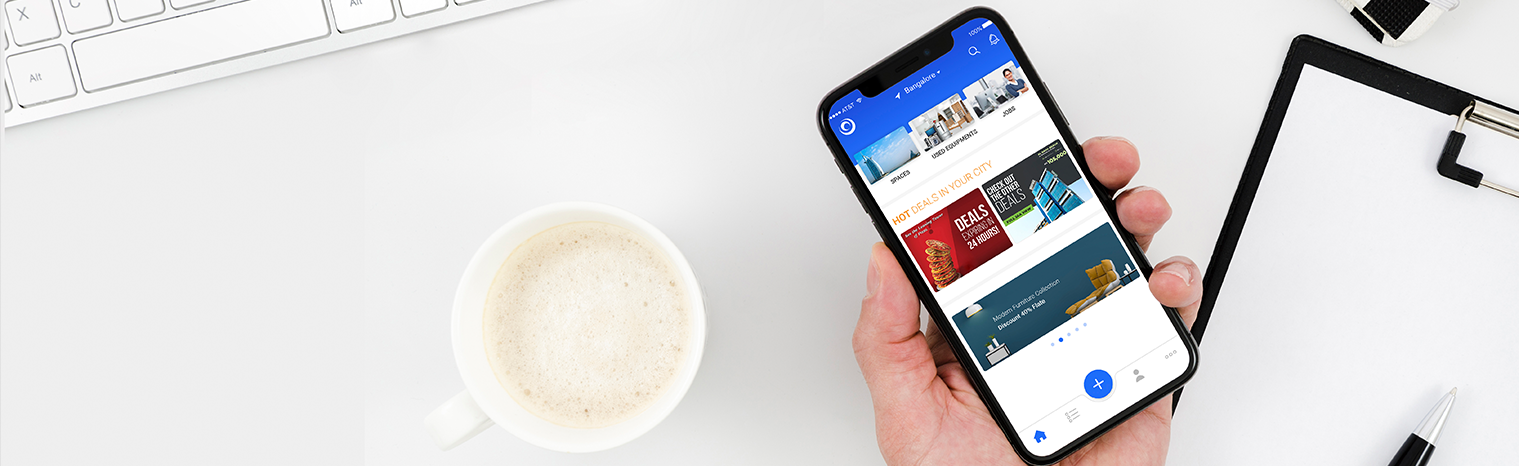 X
C
Alt
Alt
AT&T
100%
Bangalore
SPACES
USED EQUIPMENTS
JOBS
HOT DEALS IN YOUR CITY
DEALS
EXPIRING IN
24 HOURS!
CHECK OUT
THE OTHER
DEALS
Modern Furniture Collection
Discount 40% Flate